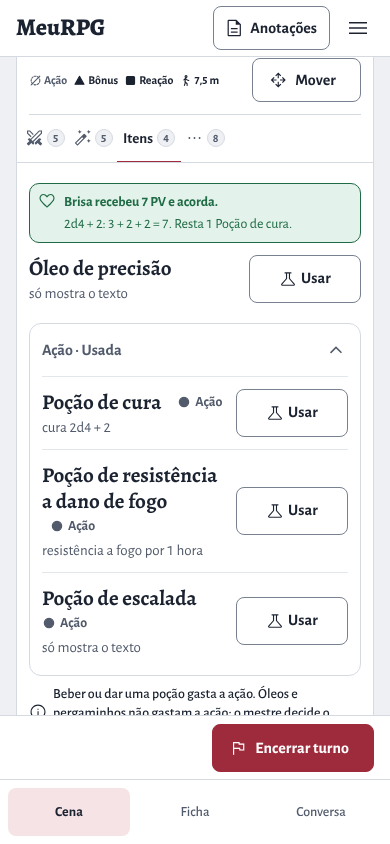 MeuRPG
Anotações
Ação Bônus Reação 7,5 m
Mover
5 5 Itens 4 ··· 8
Brisa recebeu 7 PV e acorda.
2d4 + 2: 3 + 2 + 2 = 7. Resta 1 Poção de cura.
Óleo de precisão
só mostra o texto
Usar
Ação · Usada
Poção de cura Ação
cura 2d4 + 2
Usar
Poção de resistência
a dano de fogo
Ação
resistência a fogo por 1 hora
Usar
Poção de escalada
Ação
só mostra o texto
Usar
Beber ou dar uma poção gasta a ação. Óleos e
pergaminhos não gastam a ação: o mestre decide o
Encerrar turno
Cena Ficha Conversa